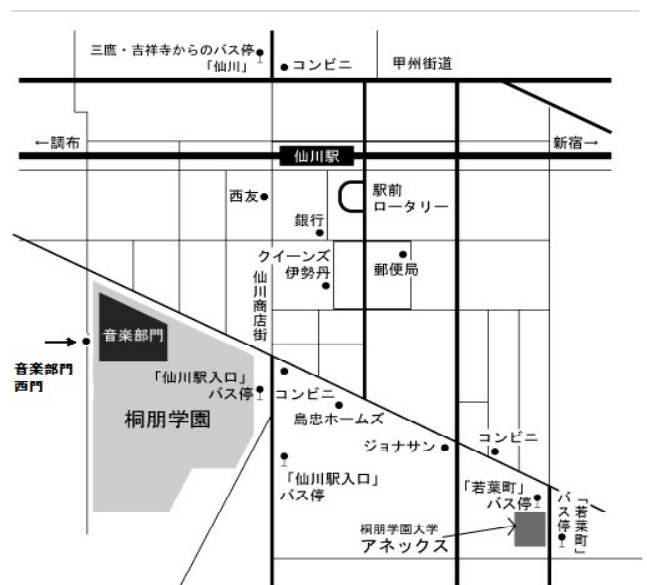 三鷹・吉祥寺からのバス停
「仙川」
コンビニ
甲州街道
←調布
仙川駅
新宿→
西友
駅前
ロータリー
銀行
クイーンズ
伊勢丹
郵便局
仙川商店街
音楽部門
音楽部門
西門
「仙川駅入口」
バス停
コンビニ
島忠ホームズ
桐朋学園
ジョナサン
コンビニ
「仙川駅入口」
バス停
「若葉町」
バス停
「若葉町」
バス停
桐朋学園大学
アネックス